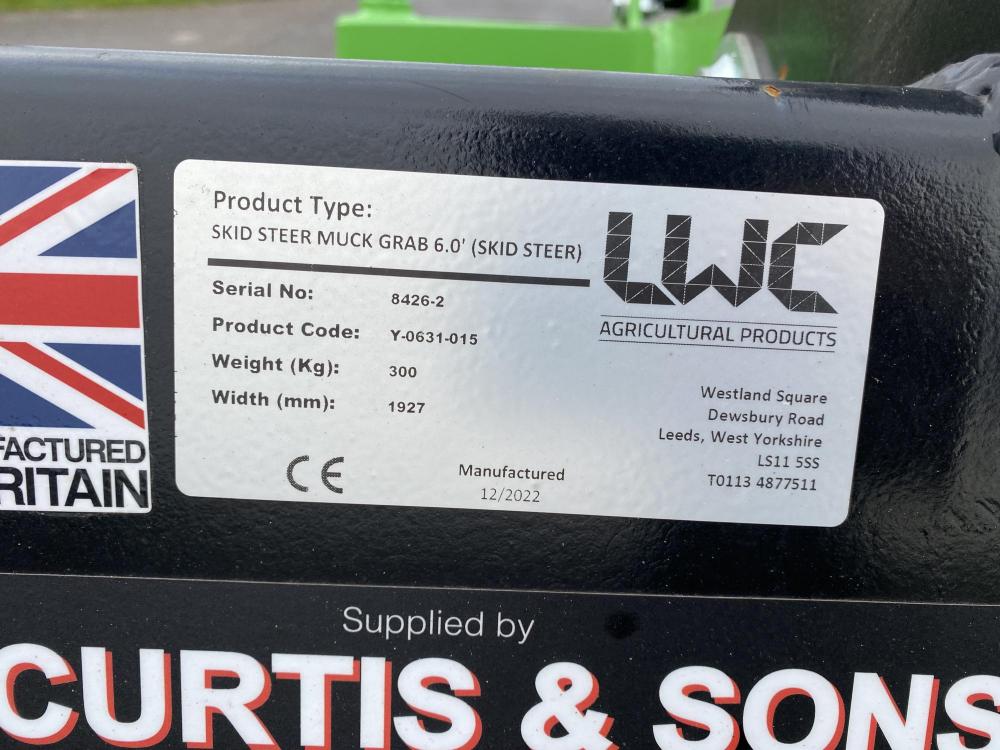 Product Type:
SKID STEER MUCK GRAB 6.0' (SKID STEER)
Serial No: 8426-2
Product Code: Y-0631-015
Weight (Kg): 300
Width (mm): 1927
CE
Manufactured
12/2022
LWC
AGRICULTURAL PRODUCTS
Westland Square
Dewsbury Road
Leeds, West Yorkshire
LS11 5SS
T0113 4877511
FACTURED
RITAIN
Supplied by
CURTIS & SONS